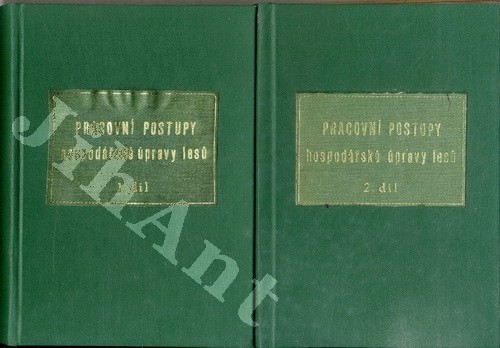 PRACOVNÍ POSTUPY
hospodářské úpravy lesů
1. díl
PRACOVNÍ POSTUPY
hospodářské úpravy lesů
2. díl
JihAnt